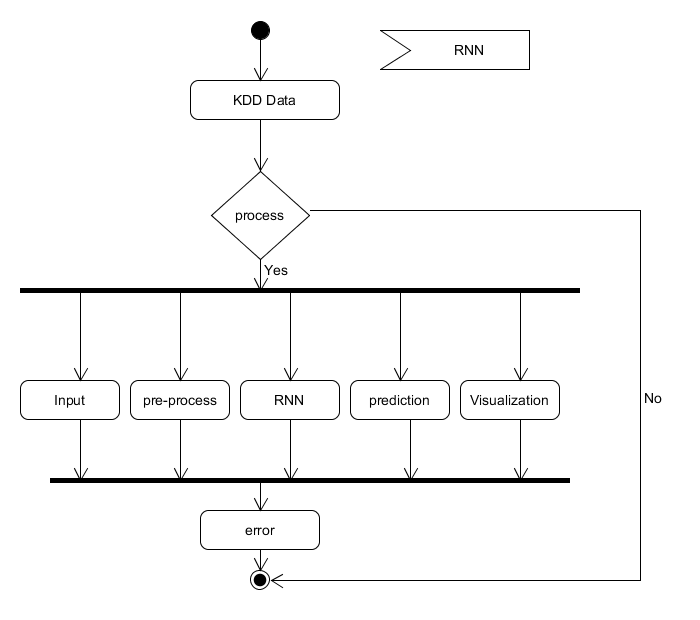 RNN
KDD Data
process
Yes
Input
pre-process
RNN
prediction
Visualization
No
error